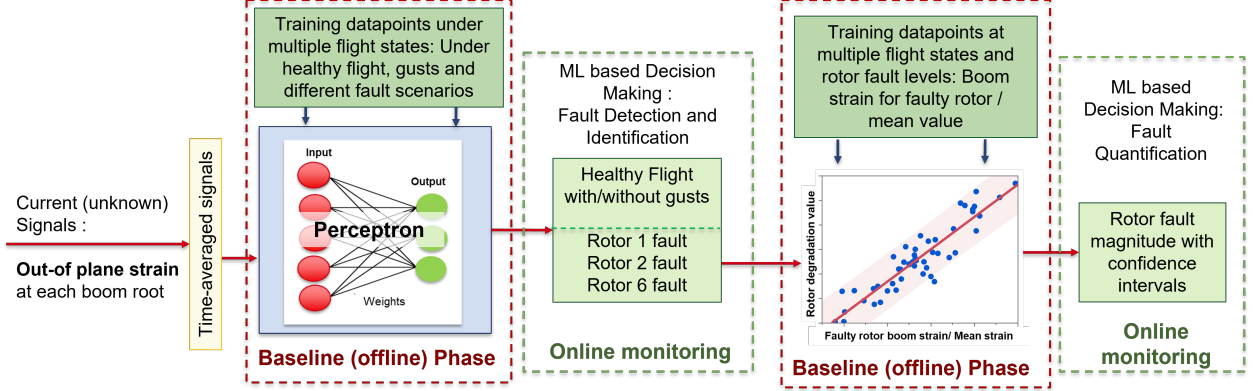 Current (unknown)
Signals :
Out-of plane strain
at each boom root
Time-averaged signals
Training datapoints under
multiple flight states: Under
healthy flight, gusts and
different fault scenarios
Input
Output
Perceptron
Weights
Baseline (offline) Phase
ML based Decision
Making :
Fault Detection and
Identification
Healthy Flight
with/without gusts
Rotor 1 fault
Rotor 2 fault
Rotor 6 fault
Online monitoring
Training datapoints at
multiple flight states and
rotor fault levels: Boom
strain for faulty rotor /
mean value
Rotor degradation value
Faulty rotor boom strain/ Mean strain
Baseline (offline) Phase
ML based
Decision Making:
Fault
Quantification
Rotor fault
magnitude with
confidence
intervals
Online
monitoring